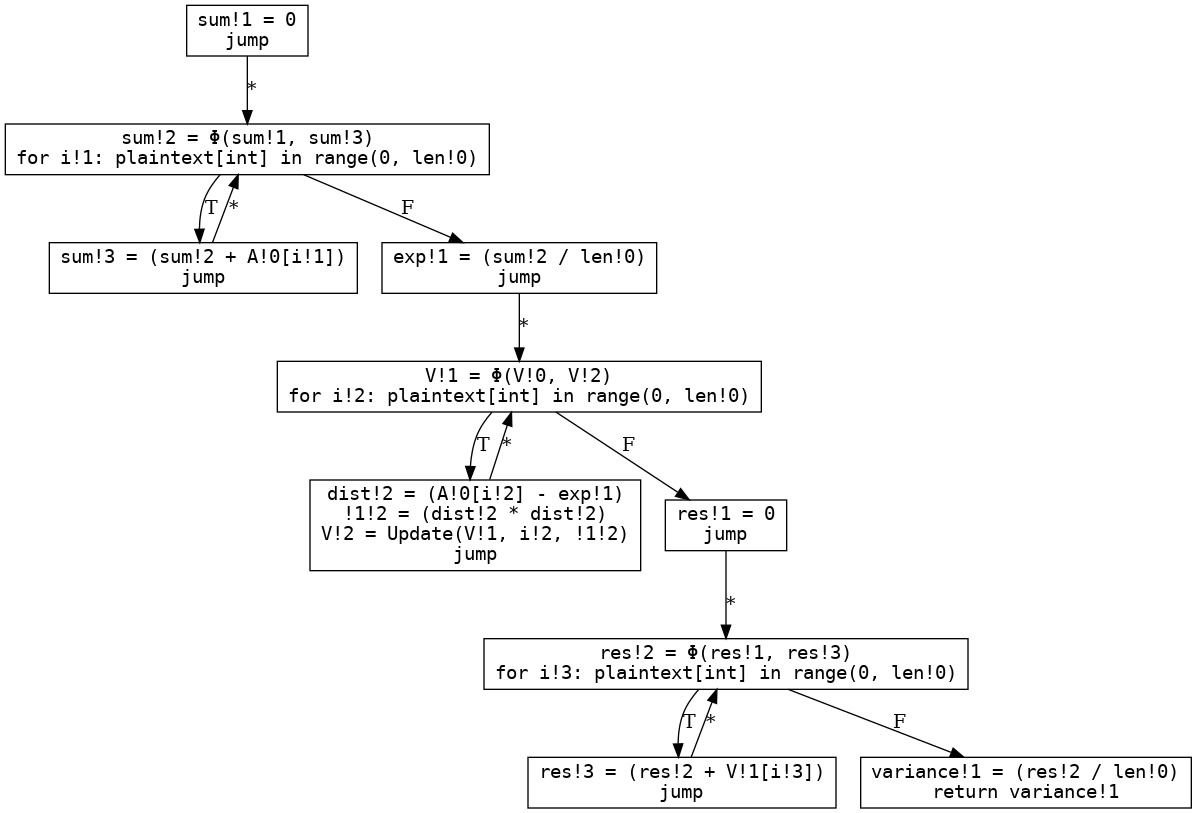 sum!1 = 0
jump
*
sum!2 = Φ(sum!1, sum!3)
for i!1: plaintext[int] in range(0, len!0)
T
*
F
sum!3 = (sum!2 + A!0[i!1])
jump
exp!1 = (sum!2 / len!0)
jump
*
V!1 = Φ(V!0, V!2)
for i!2: plaintext[int] in range(0, len!0)
T
*
F
dist!2 = (A!0[i!2] - exp!1)
!1!2 = (dist!2 * dist!2)
V!2 = Update(V!1, i!2, !1!2)
jump
res!1 = 0
jump
*
res!2 = Φ(res!1, res!3)
for i!3: plaintext[int] in range(0, len!0)
T
*
F
res!3 = (res!2 + V!1[i!3])
jump
variance!1 = (res!2 / len!0)
return variance!1